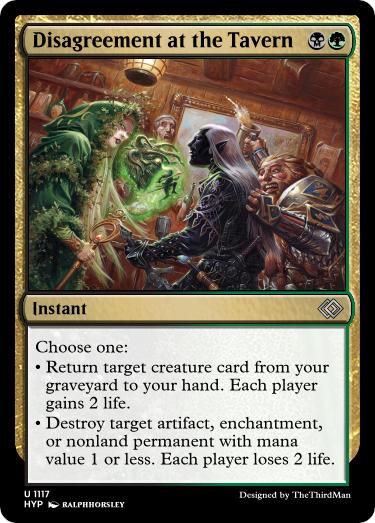 Disagreement at the Tavern
Instant
Choose one:
• Return target creature card from your
graveyard to your hand. Each player
gains 2 life.
• Destroy target artifact, enchantment,
or nonland permanent with mana
value 1 or less. Each player loses 2 life.
U 1117
HYP RALPHHORSLEY
Designed by TheThirdMan